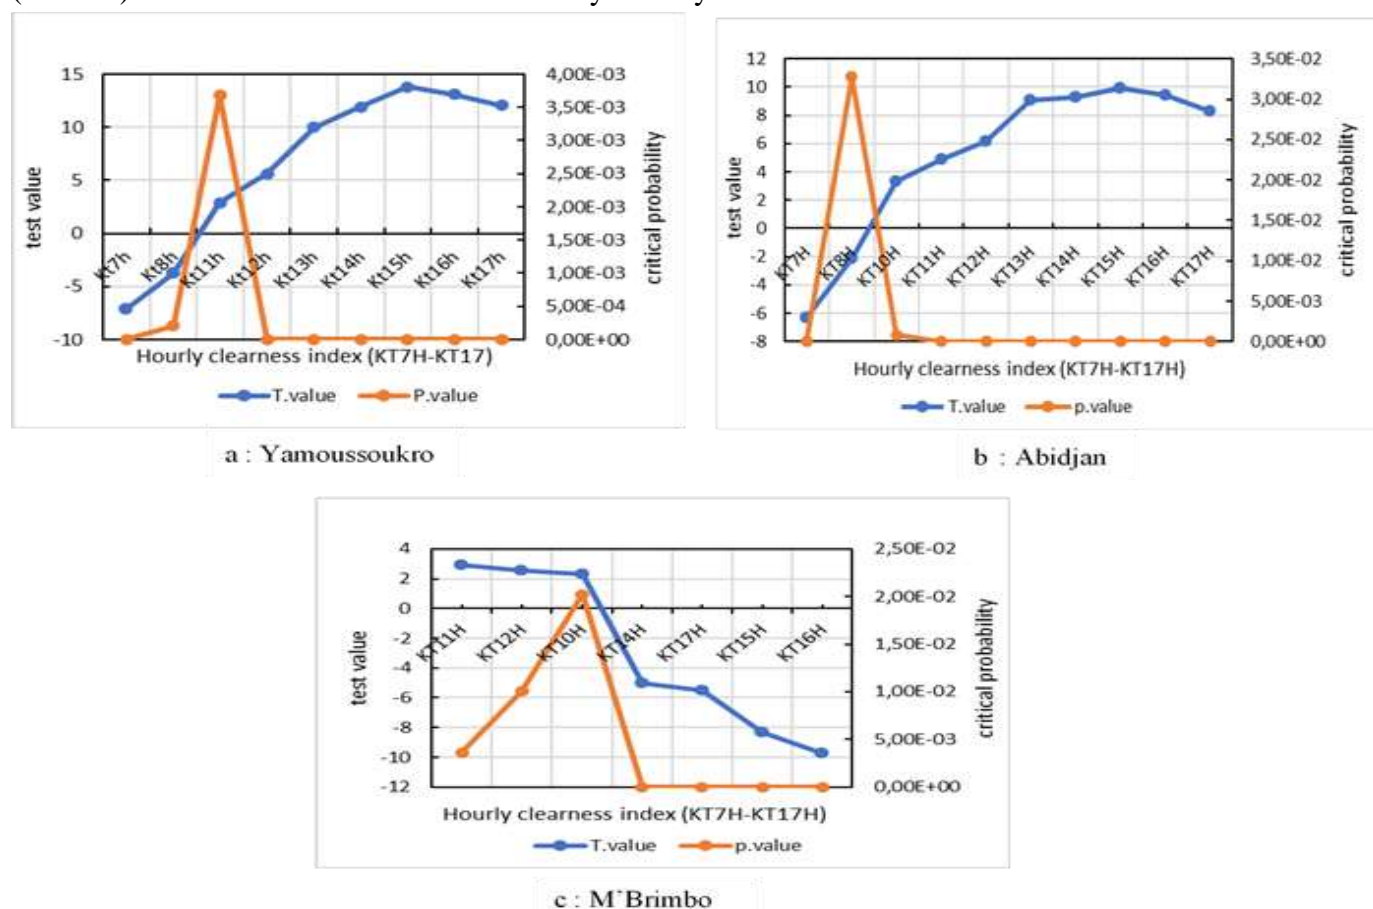 15
10
5
0
-5
-10
test value
4,00E-03
3,50E-03
3,00E-03
2,50E-03
2,00E-03
1,50E-03
1,00E-03
5,00E-04
0,00E+00
critical probability
Kt7h Kt8h Kt11h Kt12h Kt13h Kt14h Kt15h Kt16h Kt17h
Hourly clearness index (KT7H-KT17)
T.value P.value
a : Yamoussoukro
12
10
8
6
4
2
0
-2
-4
-6
-8
test value
3,50E-02
3,00E-02
2,50E-02
2,00E-02
1,50E-02
1,00E-02
5,00E-03
0,00E+00
critical probability
KT7H KT8H KT10H KT11H KT12H KT13H KT14H KT15H KT16H KT17H
Hourly clearness index (KT7H-KT17H)
T.value p.value
b : Abidjan
4
2
0
-2
-4
-6
-8
-10
-12
test value
2,50E-02
2,00E-02
1,50E-02
1,00E-02
5,00E-03
0,00E+00
critical probability
KT11H KT12H KT10H KT14H KT17H KT15H KT16H
Hourly clearness index (KT7H-KT17H)
T.value p.value
c : M`Brimbo